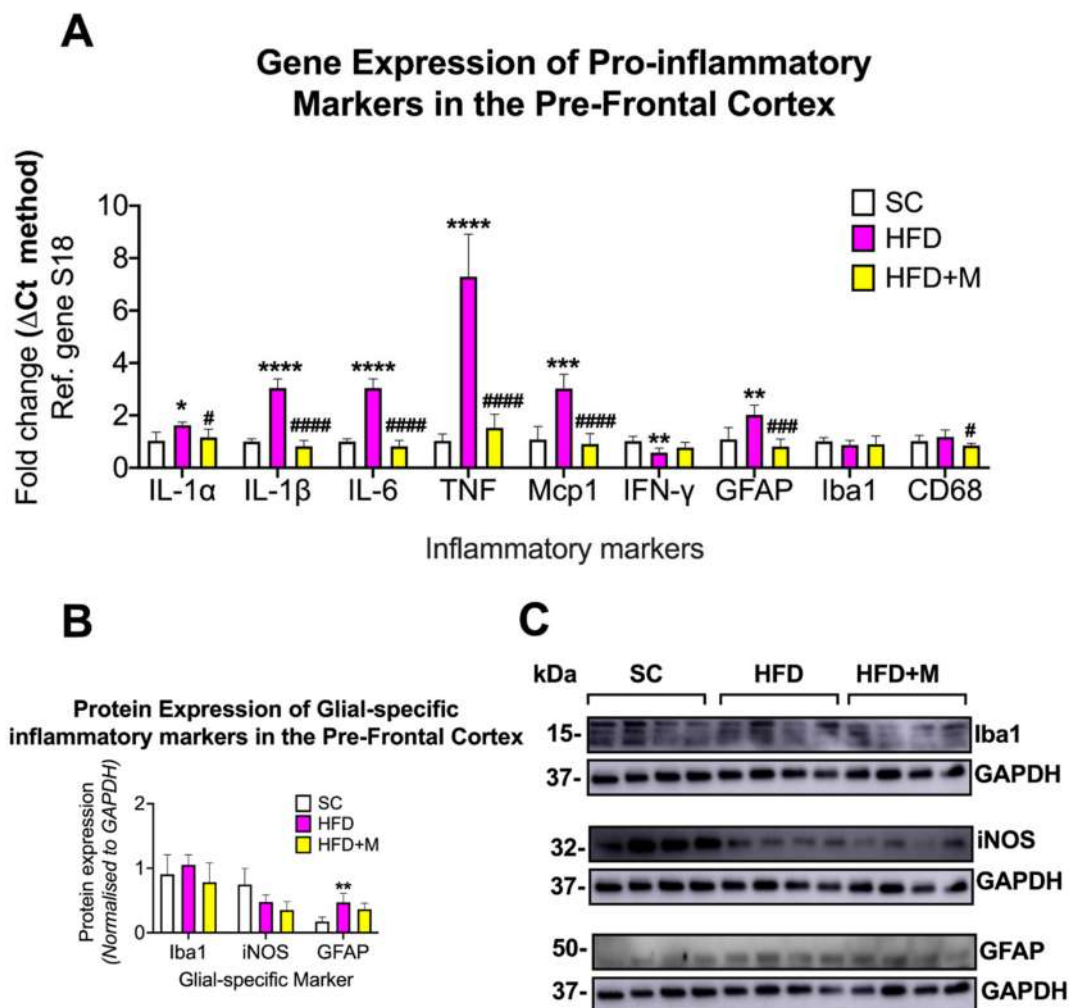 A
Gene Expression of Pro-inflammatory
Markers in the Pre-Frontal Cortex
Fold change (ΔCt method)
Ref. gene S18
10
8
6
4
2
0
SC
HFD
HFD+M
* # **** #### **** #### **** #### *** #### ** ** ### #
IL-1α IL-1β IL-6 TNF Mcp1 IFN-γ GFAP Iba1 CD68
Inflammatory markers
B
Protein Expression of Glial-specific
inflammatory markers in the Pre-Frontal Cortex
Protein expression
(Normalised to GAPDH)
2
1
0
SC
HFD
HFD+M
**
Iba1 iNOS GFAP
Glial-specific Marker
C
kDa SC HFD HFD+M
15- Iba1
37- GAPDH
32- iNOS
37- GAPDH
50- GFAP
37- GAPDH